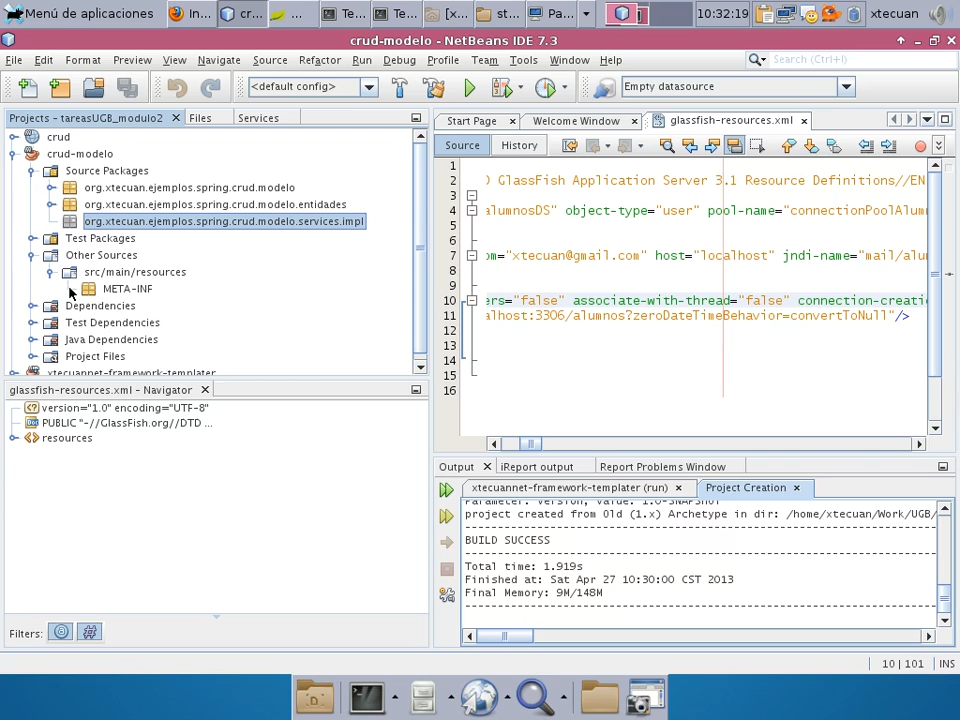 Menú de aplicaciones
In...
cr...
...
Te...
Te...
[x...
st...
Pa...
10:32:19
xtecuan
crud-modelo - NetBeans IDE 7.3
File Edit Format Preview View Navigate Source Refactor Run Debug Profile Team Tools Window Help
Search (Ctrl+I)
<default config>
Empty datasource
Projects - tareasUGB_modulo2
Files
Services
crud
crud-modelo
Source Packages
org.xtecuan.ejemplos.spring.crud.modelo
org.xtecuan.ejemplos.spring.crud.modelo.entidades
org.xtecuan.ejemplos.spring.crud.modelo.services.impl
Test Packages
Other Sources
src/main/resources
META-INF
Dependencies
Test Dependencies
Java Dependencies
Project Files
xtecuannet-framework-templater
glassfish-resources.xml - Navigator
version="1.0" encoding="UTF-8"
PUBLIC "-//GlassFish.org//DTD ...
resources
Filters:
Start Page
Welcome Window
glassfish-resources.xml
Source
History
1
2 GlassFish Application Server 3.1 Resource Definitions//EN
3
4 alumnosDS" object-type="user" pool-name="connectionPoolAlum
5
6
7 om="xtecuan@gmail.com" host="localhost" jndi-name="mail/alu
8
9
10 ers="false" associate-with-thread="false" connection-creati
11 alhost:3306/alumnos?zeroDateTimeBehavior=convertToNull"/>
12
13
14
15
16
Output
iReport output
Report Problems Window
xtecuannet-framework-templater (run)
Project Creation
Parameter: version, Value: 1.0-SNAPSHOT
project created from Old (1.x) Archetype in dir: /home/xtecuan/Work/UGB/
------------------------------------------------------------------------
BUILD SUCCESS
------------------------------------------------------------------------
Total time: 1.919s
Finished at: Sat Apr 27 10:30:00 CST 2013
Final Memory: 9M/148M
------------------------------------------------------------------------
10 | 101 INS